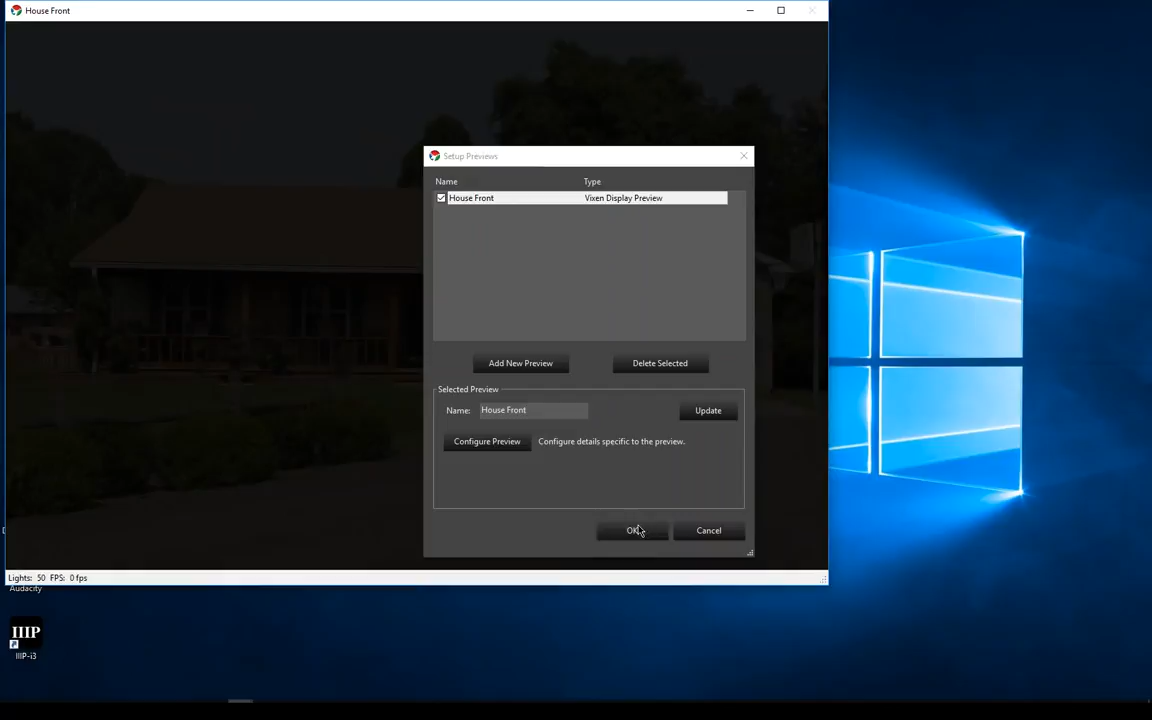 House Front
Setup Previews
Name Type
House Front Vixen Display Preview
Add New Preview Delete Selected
Selected Preview
Name: House Front Update
Configure Preview Configure details specific to the preview.
OK Cancel
Lights: 50 FPS: 0 fps
Audacity
IIIP
IIIP-i3